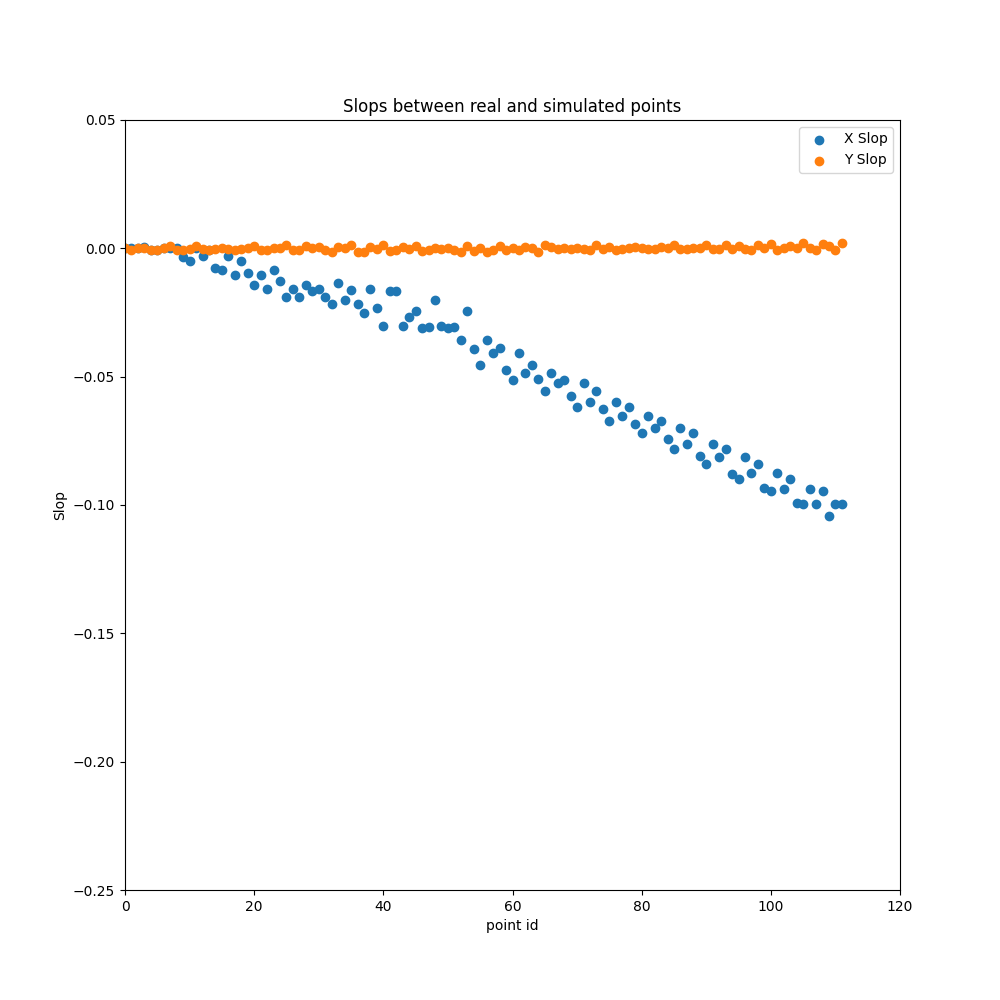 Slops between real and simulated points
X Slop
Y Slop
0.05
0.00
−0.05
−0.10
−0.15
−0.20
−0.25
Slop
0 20 40 60 80 100 120
point id